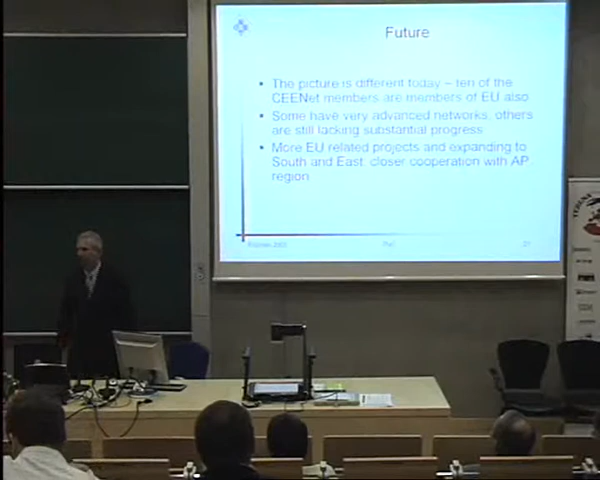 Future
• The picture is different today – ten of the
CEENet members are members of EU also
• Some have very advanced networks, others
are still lacking substantial progress
• More EU related projects and expanding to
South and East: closer cooperation with AP
region
TERENA